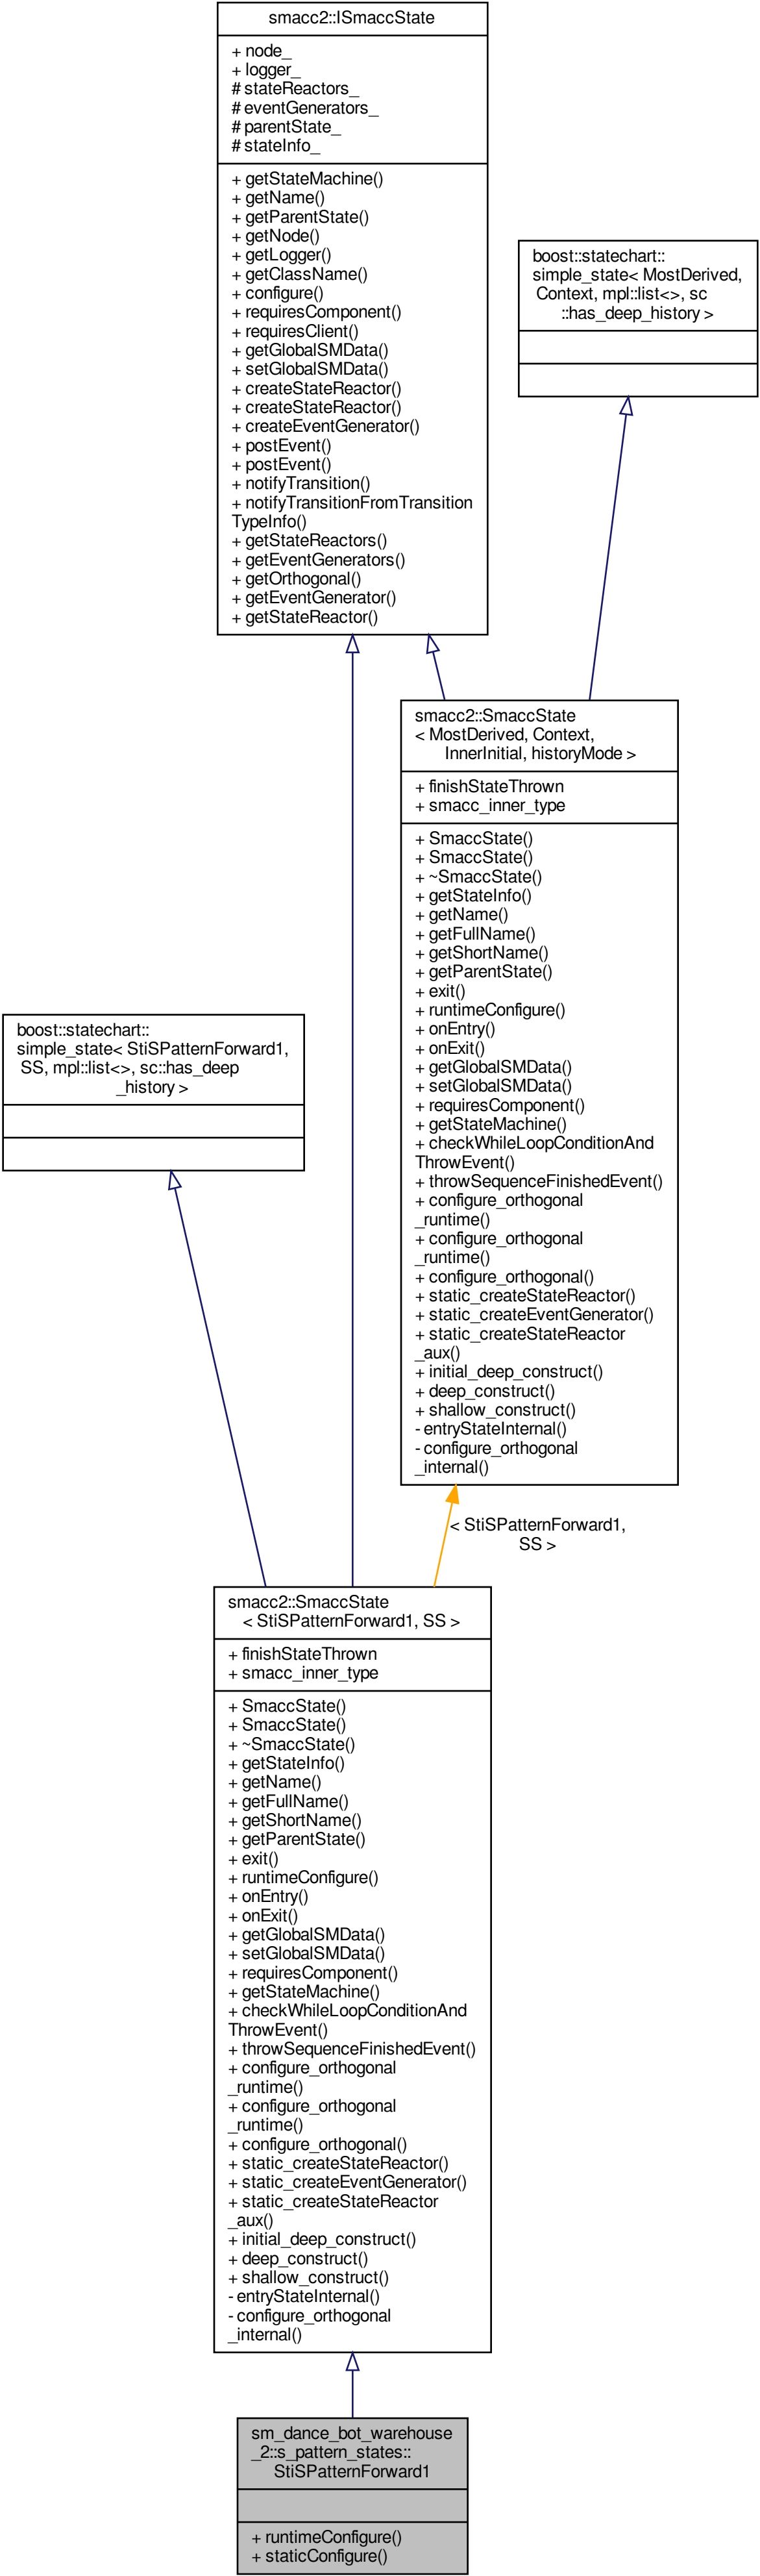 smacc2::ISmaccState
+ node_
+ logger_
# stateReactors_
# eventGenerators_
# parentState_
# stateInfo_
+ getStateMachine()
+ getName()
+ getParentState()
+ getNode()
+ getLogger()
+ getClassName()
+ configure()
+ requiresComponent()
+ requiresClient()
+ getGlobalSMData()
+ setGlobalSMData()
+ createStateReactor()
+ createStateReactor()
+ createEventGenerator()
+ postEvent()
+ postEvent()
+ notifyTransition()
+ notifyTransitionFromTransition
TypeInfo()
+ getStateReactors()
+ getEventGenerators()
+ getOrthogonal()
+ getEventGenerator()
+ getStateReactor()
boost::statechart::
simple_state< MostDerived,
Context, mpl::list<>, sc
::has_deep_history >
smacc2::SmaccState
< MostDerived, Context,
InnerInitial, historyMode >
+ finishStateThrown
+ smacc_inner_type
+ SmaccState()
+ SmaccState()
+ ~SmaccState()
+ getStateInfo()
+ getName()
+ getFullName()
+ getShortName()
+ getParentState()
+ exit()
+ runtimeConfigure()
+ onEntry()
+ onExit()
+ getGlobalSMData()
+ setGlobalSMData()
+ requiresComponent()
+ getStateMachine()
+ checkWhileLoopConditionAnd
ThrowEvent()
+ throwSequenceFinishedEvent()
+ configure_orthogonal
_runtime()
+ configure_orthogonal
_runtime()
+ configure_orthogonal()
+ static_createStateReactor()
+ static_createEventGenerator()
+ static_createStateReactor
_aux()
+ initial_deep_construct()
+ deep_construct()
+ shallow_construct()
- entryStateInternal()
- configure_orthogonal
_internal()
boost::statechart::
simple_state< StiSPatternForward1,
SS, mpl::list<>, sc::has_deep
_history >
< StiSPatternForward1,
SS >
smacc2::SmaccState
< StiSPatternForward1, SS >
+ finishStateThrown
+ smacc_inner_type
+ SmaccState()
+ SmaccState()
+ ~SmaccState()
+ getStateInfo()
+ getName()
+ getFullName()
+ getShortName()
+ getParentState()
+ exit()
+ runtimeConfigure()
+ onEntry()
+ onExit()
+ getGlobalSMData()
+ setGlobalSMData()
+ requiresComponent()
+ getStateMachine()
+ checkWhileLoopConditionAnd
ThrowEvent()
+ throwSequenceFinishedEvent()
+ configure_orthogonal
_runtime()
+ configure_orthogonal
_runtime()
+ configure_orthogonal()
+ static_createStateReactor()
+ static_createEventGenerator()
+ static_createStateReactor
_aux()
+ initial_deep_construct()
+ deep_construct()
+ shallow_construct()
- entryStateInternal()
- configure_orthogonal
_internal()
sm_dance_bot_warehouse
_2::s_pattern_states::
StiSPatternForward1
+ runtimeConfigure()
+ staticConfigure()